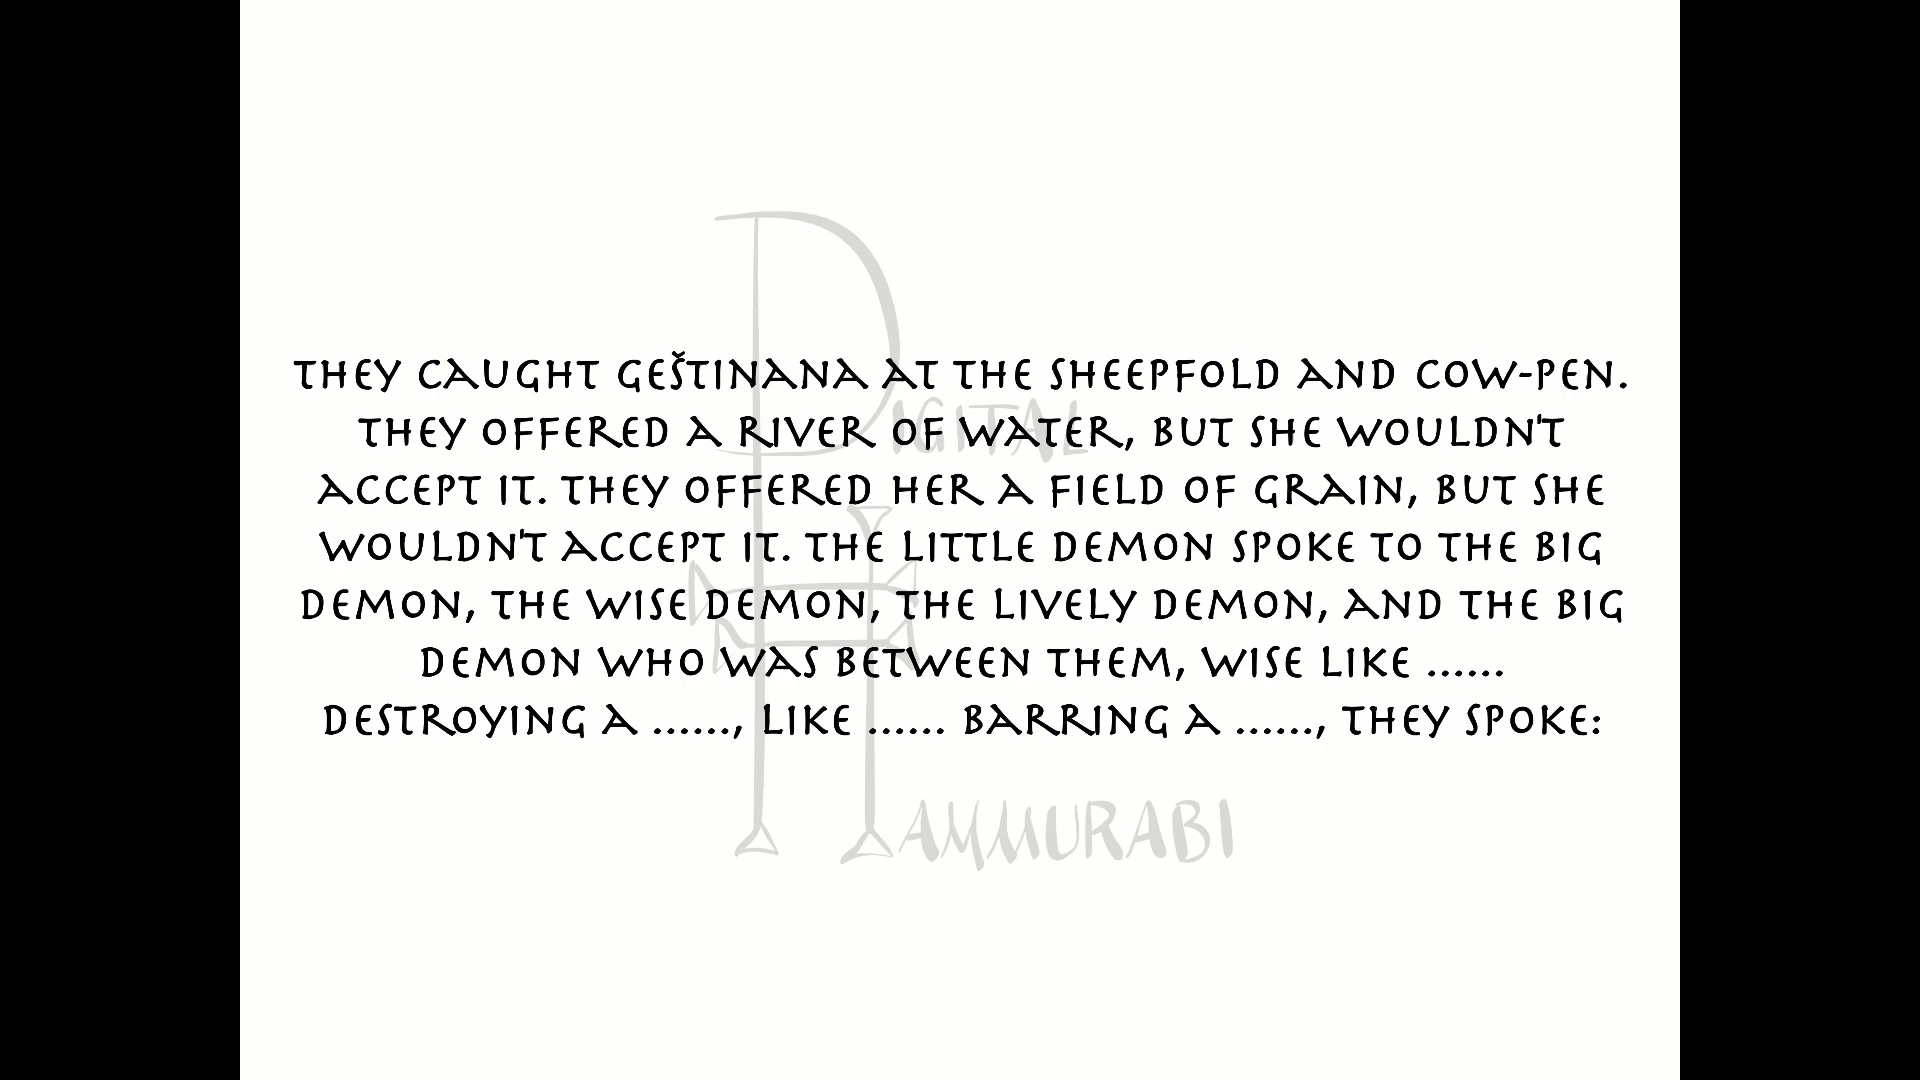 THEY CAUGHT GEŠTINANA AT THE SHEEPFOLD AND COW-PEN.
THEY OFFERED A RIVER OF WATER, BUT SHE WOULDN'T
ACCEPT IT. THEY OFFERED HER A FIELD OF GRAIN, BUT SHE
WOULDN'T ACCEPT IT. THE LITTLE DEMON SPOKE TO THE BIG
DEMON, THE WISE DEMON, THE LIVELY DEMON, AND THE BIG
DEMON WHO WAS BETWEEN THEM, WISE LIKE ......
DESTROYING A ......, LIKE ...... BARRING A ......, THEY SPOKE:
DIGITAL
HAMMURABI